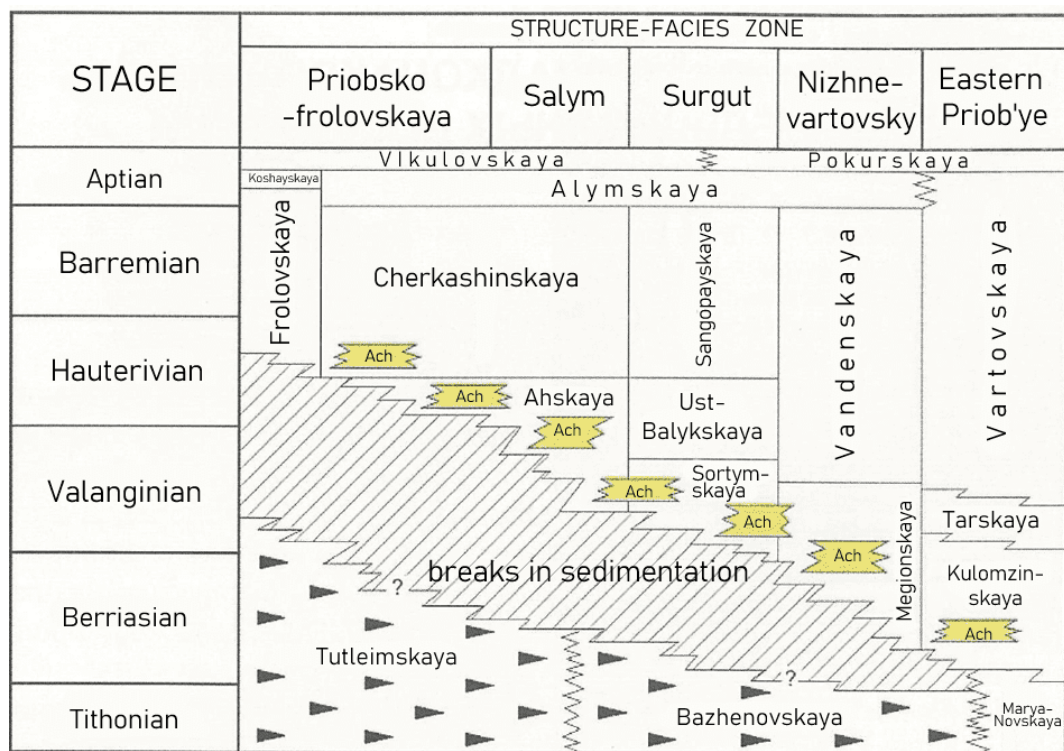 STRUCTURE-FACIES ZONE
STAGE
Priobsko
-frolovskaya
Salym
Surgut
Nizhne-
vartovsky
Eastern
Priob'ye
Vikulovskaya
Pokurskaya
Aptian
Koshayskaya
Alymskaya
Barremian
Frolovskaya
Cherkashinskaya
Sangopayskaya
Vandenskaya
Vartovskaya
Hauterivian
Ach
Ach
Ahskaya
Ach
Ust-
Balykskaya
Valanginian
Ach
Sortym-
skaya
Ach
Ach
Megionskaya
Tarskaya
breaks in sedimentation
Kulomzin-
skaya
Ach
?
Berriasian
Tutleimskaya
?
Tithonian
Bazhenovskaya
Marya-
Novskaya